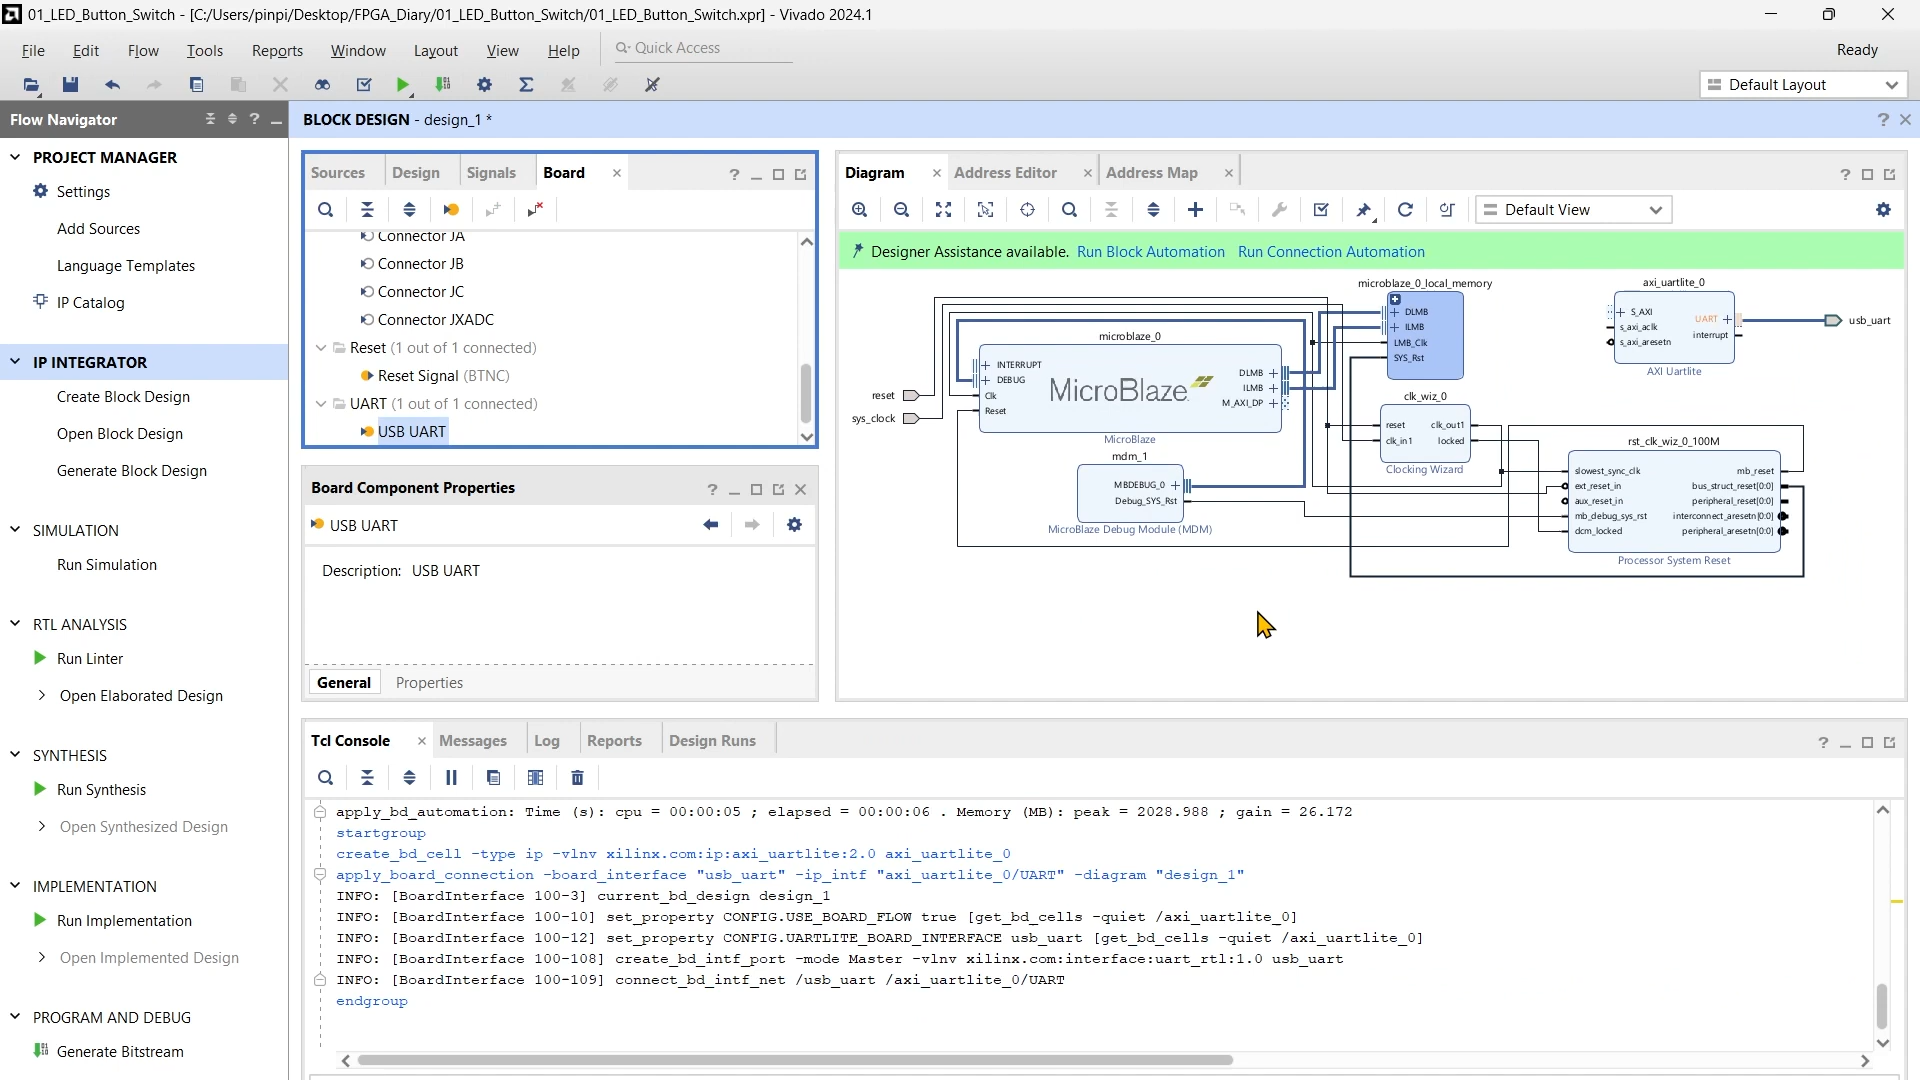 01_LED_Button_Switch - [C:/Users/pinpi/Desktop/FPGA_Diary/01_LED_Button_Switch/01_LED_Button_Switch.xpr] - Vivado 2024.1
File Edit Flow Tools Reports Window Layout View Help Quick Access Ready
Default Layout
Flow Navigator
BLOCK DESIGN - design_1 *
PROJECT MANAGER
Settings
Add Sources
Language Templates
IP Catalog
IP INTEGRATOR
Create Block Design
Open Block Design
Generate Block Design
SIMULATION
Run Simulation
RTL ANALYSIS
Run Linter
Open Elaborated Design
SYNTHESIS
Run Synthesis
Open Synthesized Design
IMPLEMENTATION
Run Implementation
Open Implemented Design
PROGRAM AND DEBUG
Generate Bitstream
Sources Design Signals Board
Connector JA
Connector JB
Connector JC
Connector JXADC
Reset (1 out of 1 connected)
Reset Signal (BTNC)
UART (1 out of 1 connected)
USB UART
Board Component Properties
USB UART
Description: USB UART
General Properties
Diagram Address Editor Address Map
Default View
Designer Assistance available. Run Block Automation Run Connection Automation
reset
sys_clock
microblaze_0
INTERRUPT
DEBUG
Clk
Reset
MicroBlaze
DLMB
ILMB
M_AXI_DP
MicroBlaze
mdm_1
MBDEBUG_0
Debug_SYS_Rst
MicroBlaze Debug Module (MDM)
microblaze_0_local_memory
DLMB
ILMB
LMB_Clk
SYS_Rst
clk_wiz_0
reset clk_out1
clk_in1 locked
Clocking Wizard
axi_uartlite_0
S_AXI
s_axi_aclk
s_axi_aresetn
UART
interrupt
AXI Uartlite
usb_uart
rst_clk_wiz_0_100M
slowest_sync_clk mb_reset
ext_reset_in bus_struct_reset[0:0]
aux_reset_in peripheral_reset[0:0]
mb_debug_sys_rst interconnect_aresetn[0:0]
dcm_locked peripheral_aresetn[0:0]
Processor System Reset
Tcl Console Messages Log Reports Design Runs
apply_bd_automation: Time (s): cpu = 00:00:05 ; elapsed = 00:00:06 . Memory (MB): peak = 2028.988 ; gain = 26.172
startgroup
create_bd_cell -type ip -vlnv xilinx.com:ip:axi_uartlite:2.0 axi_uartlite_0
apply_board_connection -board_interface "usb_uart" -ip_intf "axi_uartlite_0/UART" -diagram "design_1"
INFO: [BoardInterface 100-3] current_bd_design design_1
INFO: [BoardInterface 100-10] set_property CONFIG.USE_BOARD_FLOW true [get_bd_cells -quiet /axi_uartlite_0]
INFO: [BoardInterface 100-12] set_property CONFIG.UARTLITE_BOARD_INTERFACE usb_uart [get_bd_cells -quiet /axi_uartlite_0]
INFO: [BoardInterface 100-108] create_bd_intf_port -mode Master -vlnv xilinx.com:interface:uart_rtl:1.0 usb_uart
INFO: [BoardInterface 100-109] connect_bd_intf_net /usb_uart /axi_uartlite_0/UART
endgroup